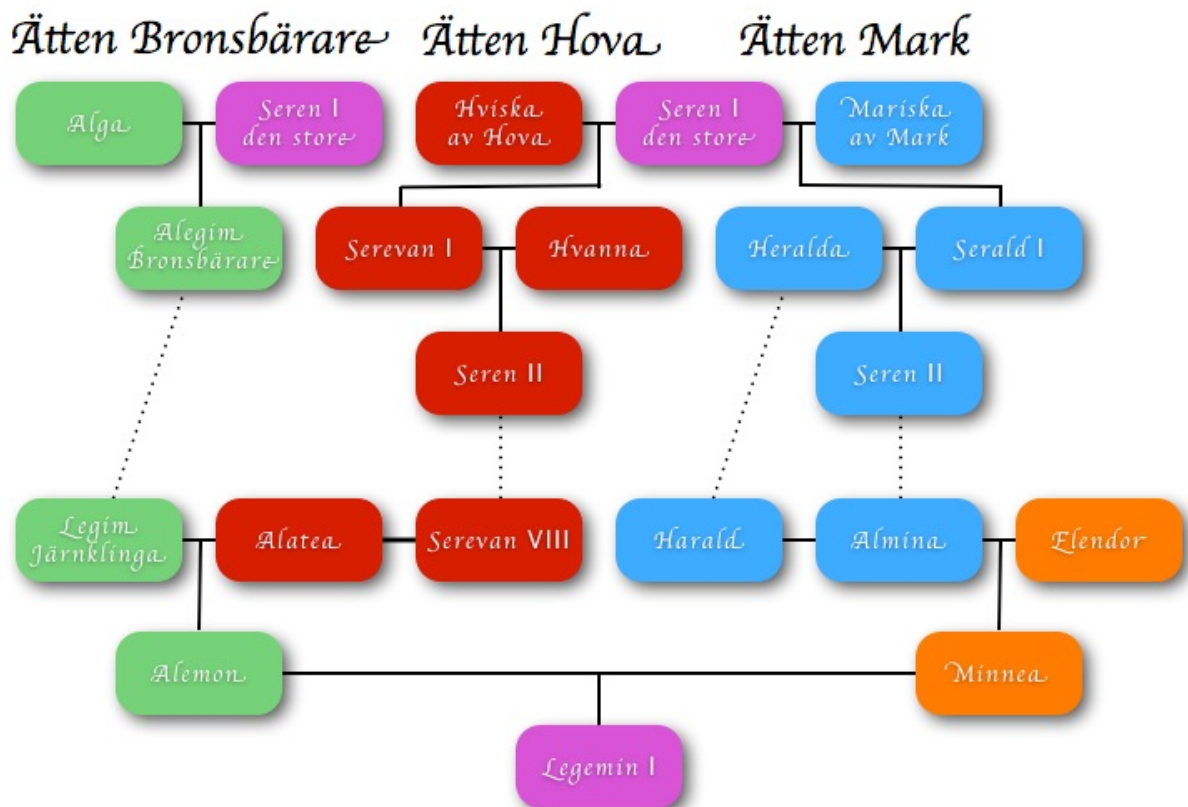 Ätten Bronsbärare Ätten Hova Ätten Mark
Alga
Seren I
den store
Hviska
av Hova
Seren I
den store
Mariska
av Mark
Alegim
Bronsbärare
Serevan I
Hvanna
Heralda
Serald I
Seren II
Seren II
Legim
Järnklinga
Alatea
Serevan VIII
Harald
Almina
Elendor
Alemon
Minnea
Legemin I